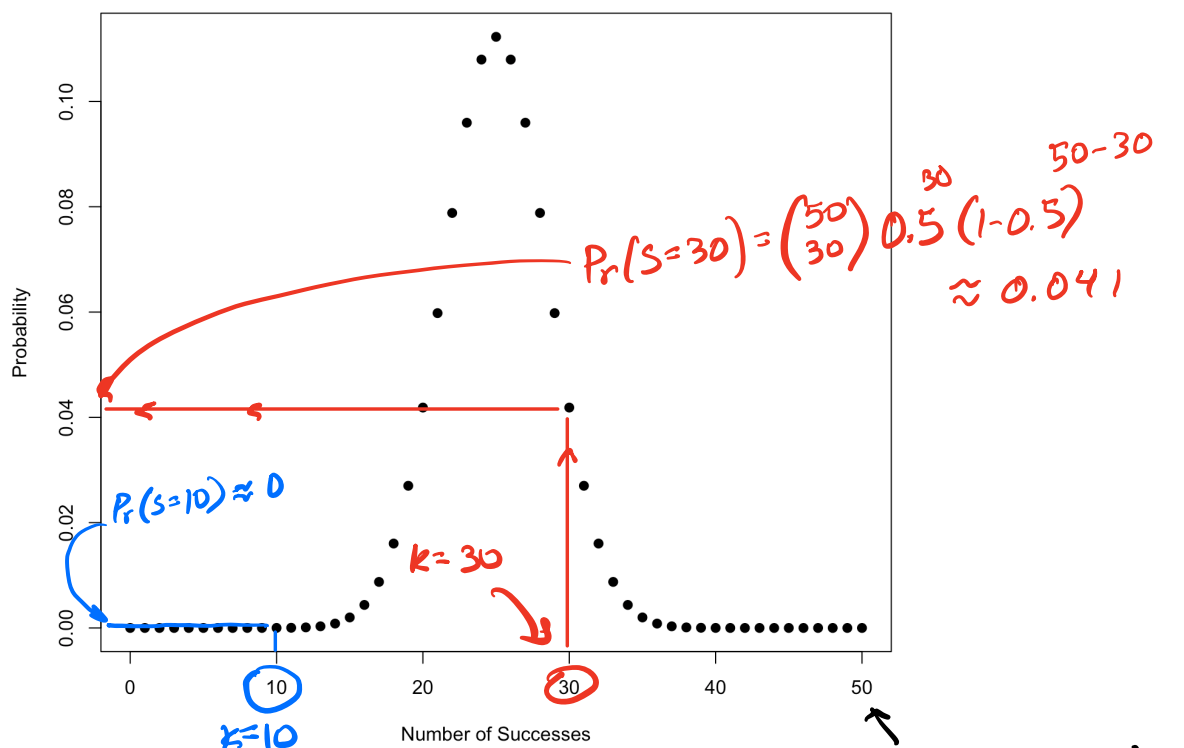 50-30
30
Pr(S=30) = (50 30) 0.5 (1-0.5)
≈ 0.041
Pr(S=10) ≈ 0
k=30
k=10
Probability
0.10
0.08
0.06
0.04
0.02
0.00
0 10 20 30 40 50
Number of Successes